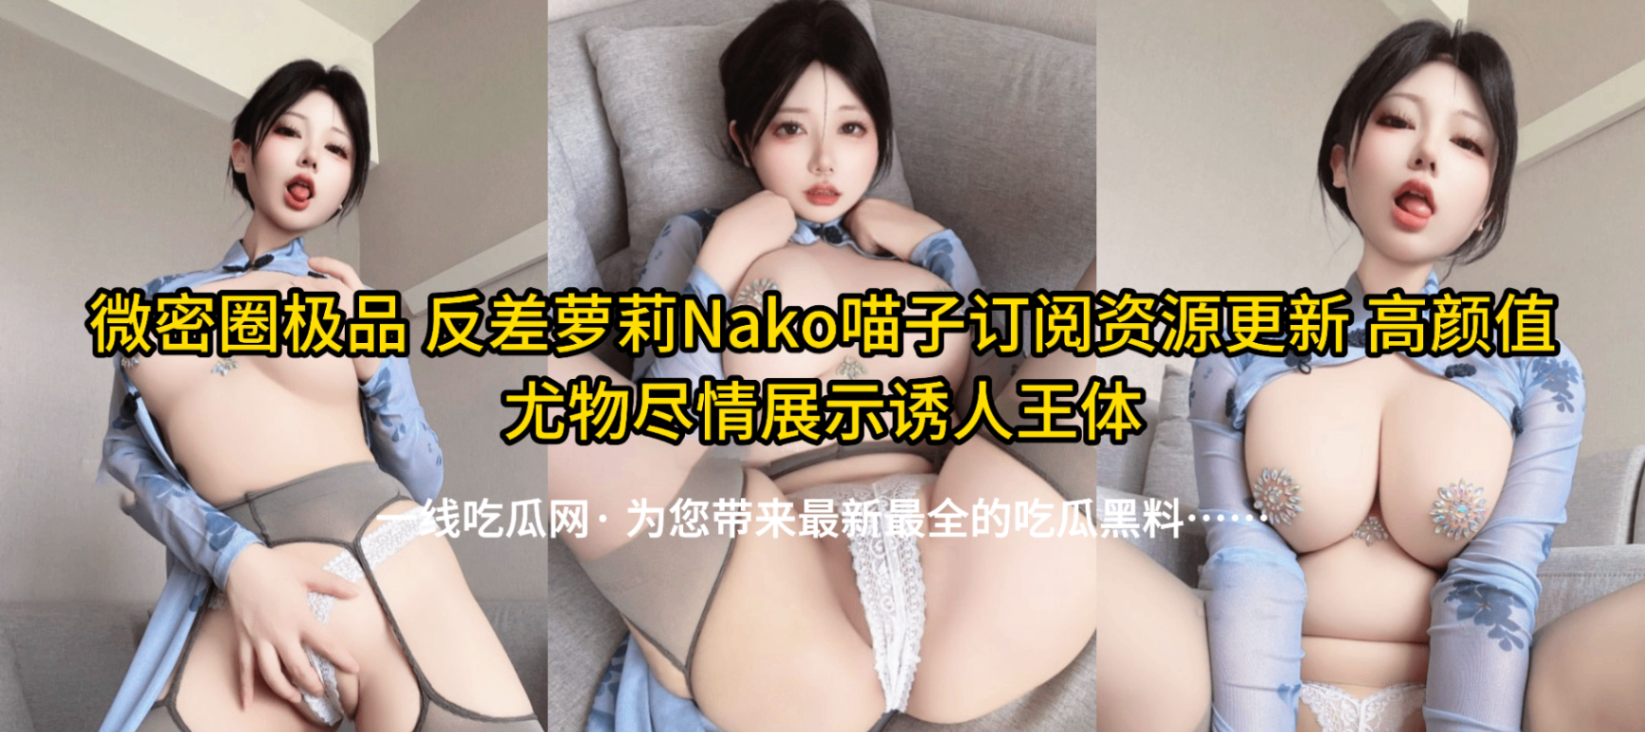 微密圈极品 反差萝莉Nako喵子订阅资源更新 高颜值
尤物尽情展示诱人王体
一线吃瓜网· 为您带来最新最全的吃瓜黑料……